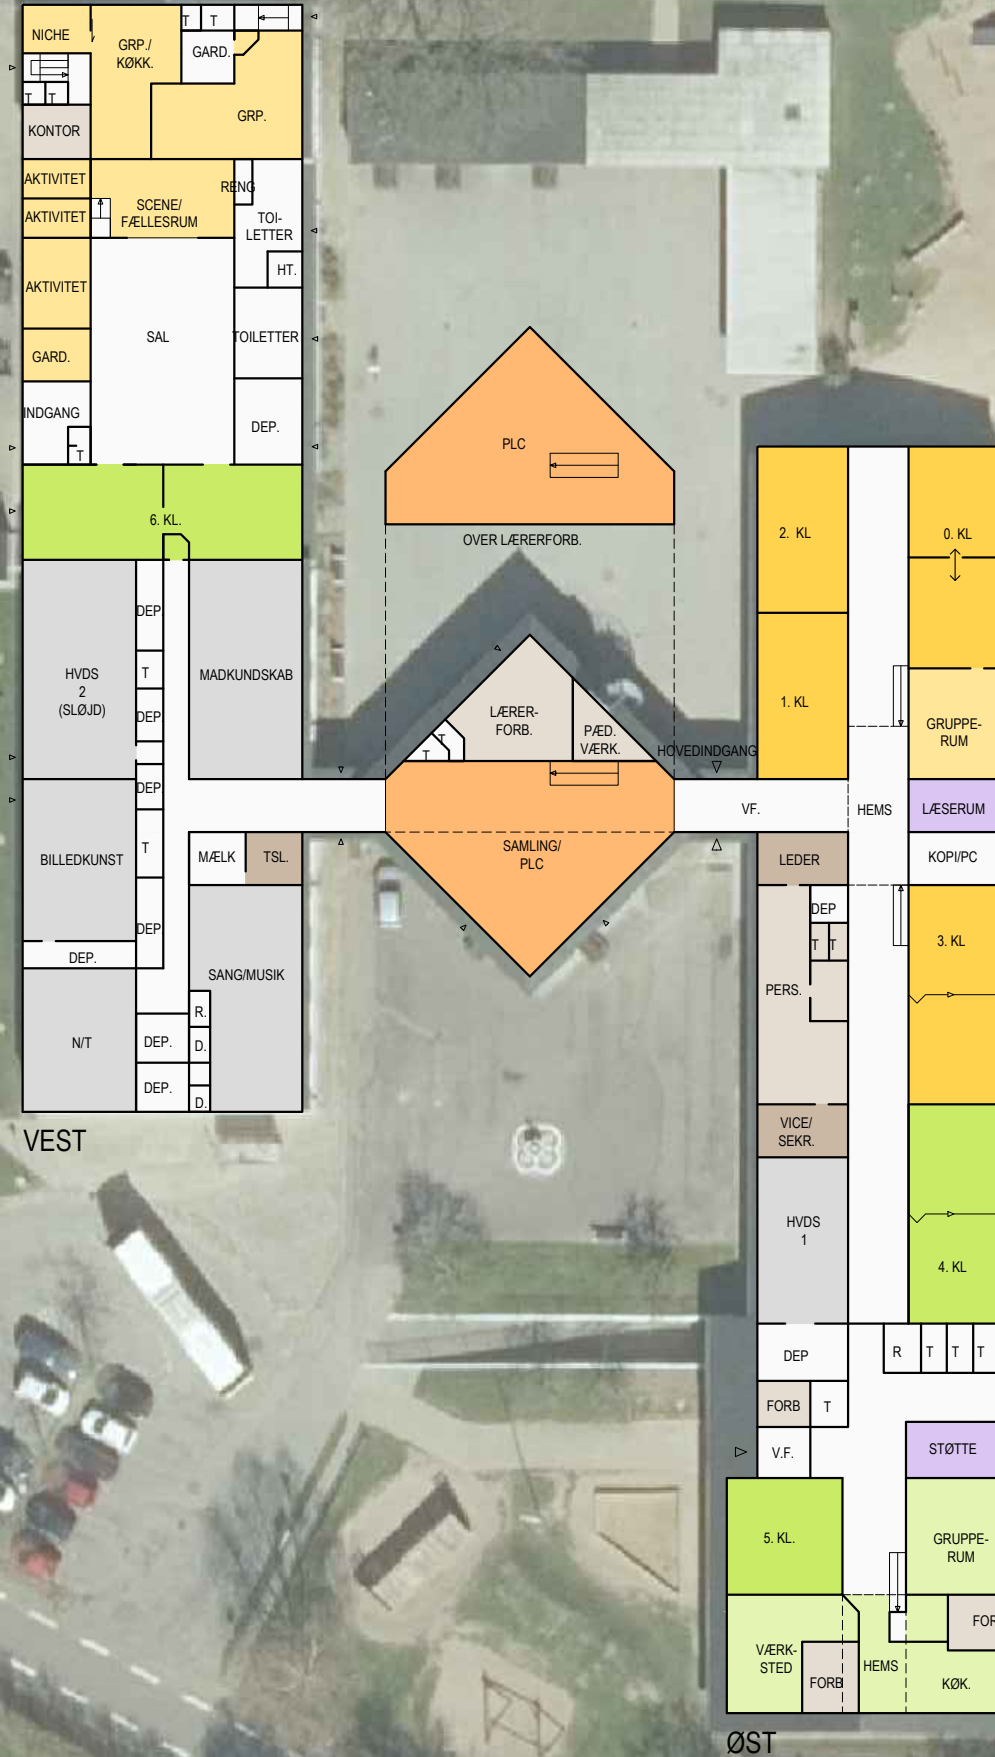 NICHE
GRP./
KØKK.
T
T
GARD.
T
T
GRP.
KONTOR
AKTIVITET
RENG
SCENE/
FÆLLESRUM
AKTIVITET
TOI-
LETTER
HT.
AKTIVITET
SAL
TOILETTER
GARD.
INDGANG
T
DEP.
6. KL.
DEP
HVDS
2
(SLØJD)
T
MADKUNDSKAB
DEP
DEP
BILLEDKUNST
T
MÆLK
TSL.
DEP
DEP.
SANG/MUSIK
R.
N/T
DEP.
D.
DEP.
D.
VEST
PLC
OVER LÆRERFORB.
LÆRER-
FORB.
PÆD.
VÆRK.
T
T
HOVEDINDGANG
SAMLING/
PLC
VF.
2. KL
0. KL
1. KL
GRUPPE-
RUM
HEMS
LÆSERUM
LEDER
KOPI/PC
DEP
T
T
3. KL
PERS.
VICE/
SEKR.
HVDS
1
4. KL
DEP
R
T
T
T
FORB
T
V.F.
STØTTE
5. KL.
GRUPPE-
RUM
FOR
VÆRK-
STED
FORB
HEMS
KØK.
ØST